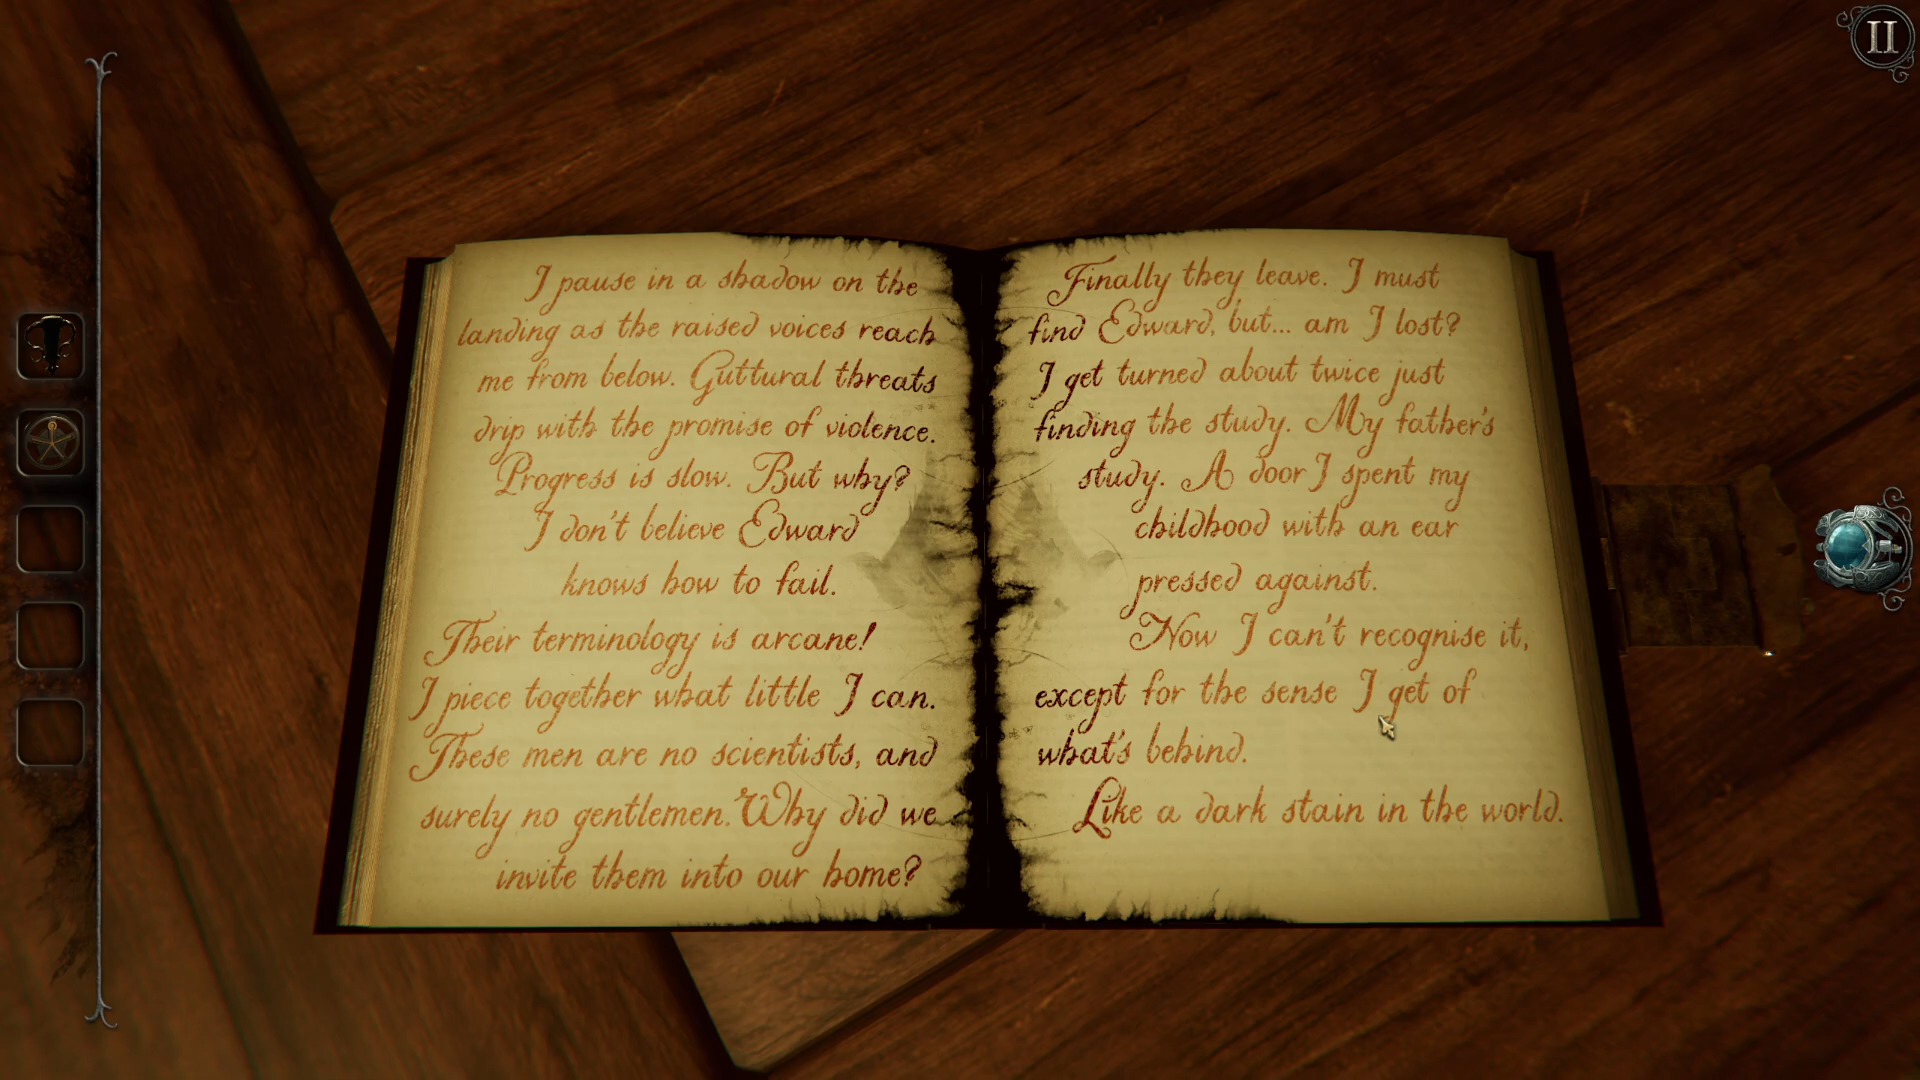 I pause in a shadow on the
landing as the raised voices reach
me from below. Guttural threats
drip with the promise of violence.
Progress is slow. But why?
I don't believe Edward
knows how to fail.
Their terminology is arcane!
I piece together what little I can.
These men are no scientists, and
surely no gentlemen. Why did we
invite them into our home?
Finally they leave. I must
find Edward, but... am I lost?
I get turned about twice just
finding the study. My father's
study. A door I spent my
childhood with an ear
pressed against.
Now I can't recognise it,
except for the sense I get of
what's behind.
Like a dark stain in the world.
II